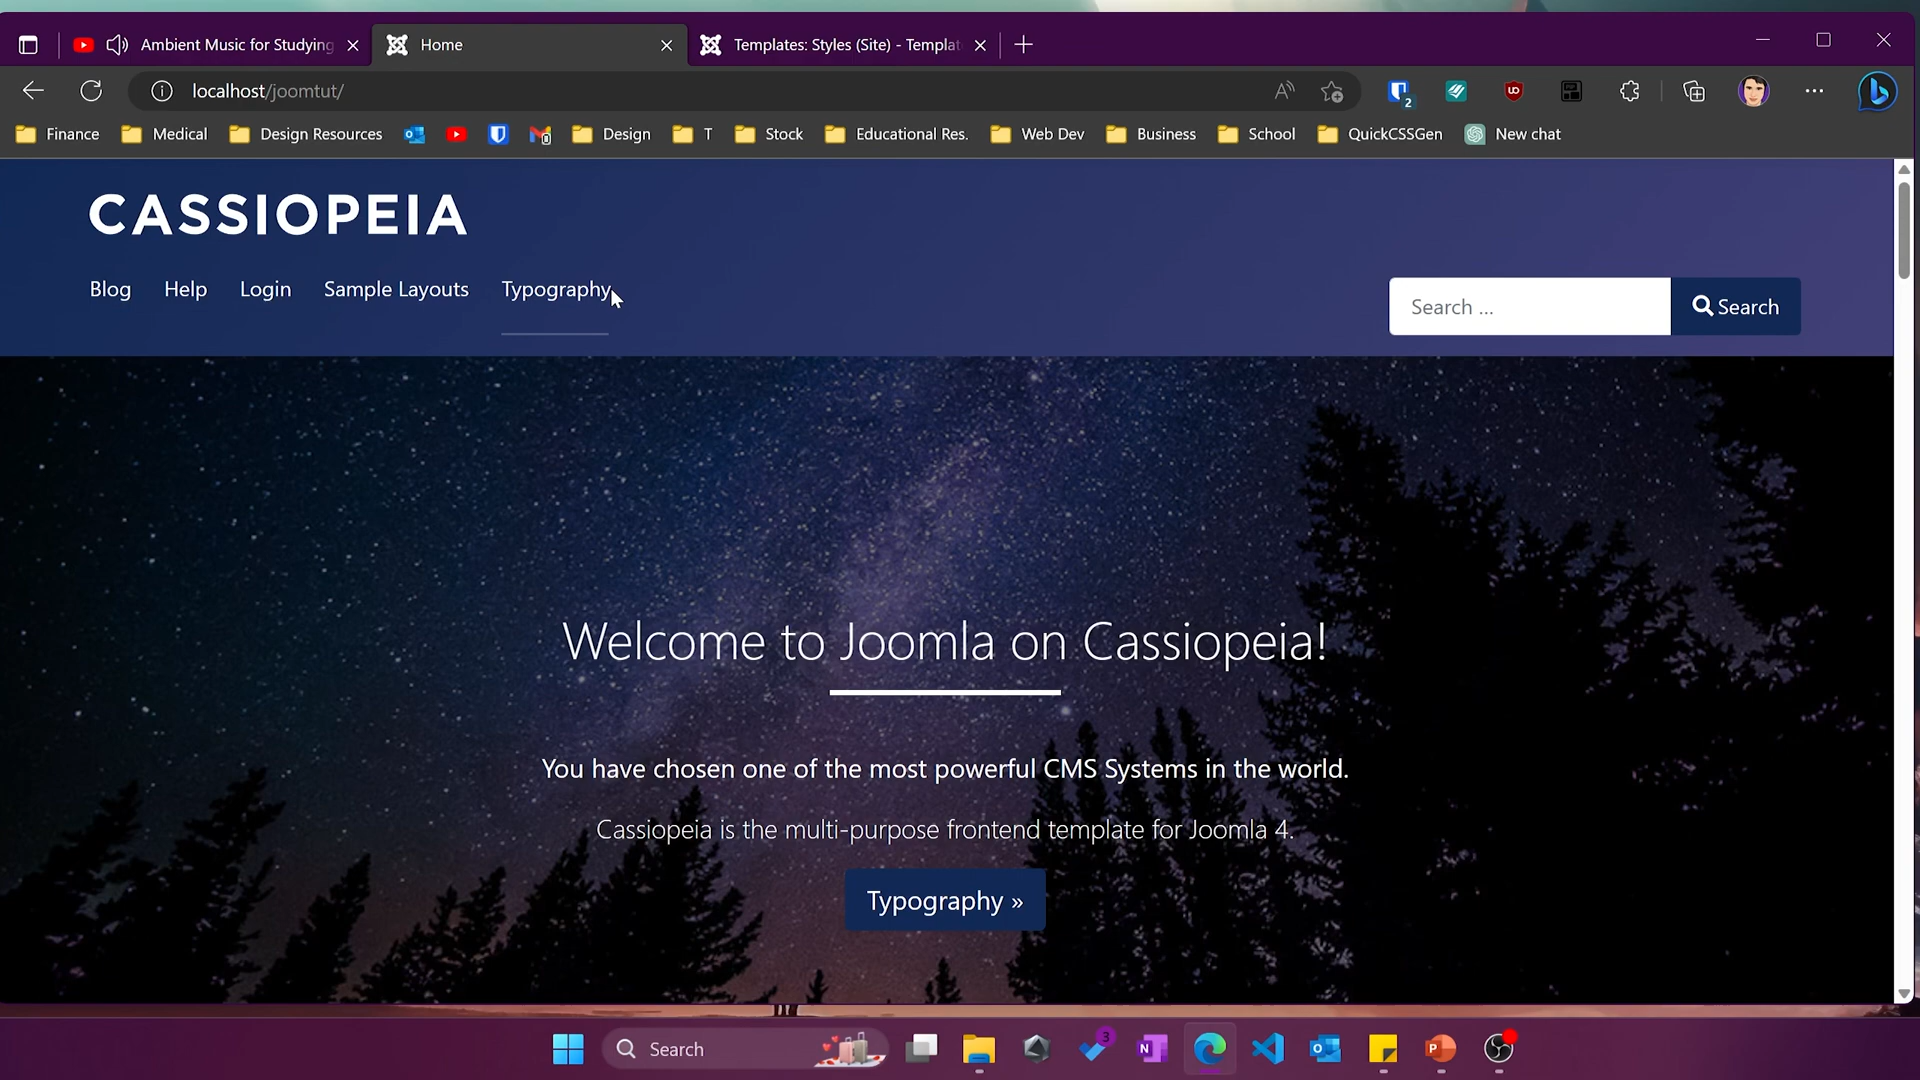 Ambient Music for Studying
Home
Templates: Styles (Site) - Templat
localhost/joomtut/
2
Finance
Medical
Design Resources
Design
T
Stock
Educational Res.
Web Dev
Business
School
QuickCSSGen
New chat
CASSIOPEIA
Blog
Help
Login
Sample Layouts
Typography
Search ...
Search
Welcome to Joomla on Cassiopeia!
You have chosen one of the most powerful CMS Systems in the world.
Cassiopeia is the multi-purpose frontend template for Joomla 4.
Typography »
Search
3